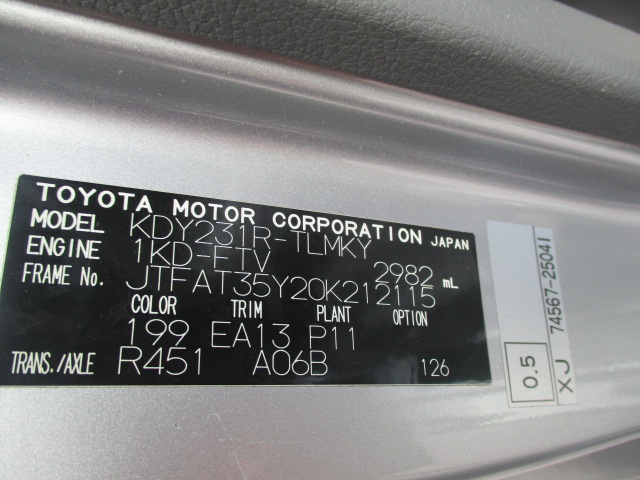 TOYOTA MOTOR CORPORATION JAPAN
MODEL KDY231R-TLMKY
ENGINE 1KD-FTV 2982 mL
FRAME No. JTFAT35Y20K212115
COLOR TRIM PLANT OPTION
199 EA13 P11
TRANS./AXLE R451 A06B 126
74567-25041
0.5 XJ